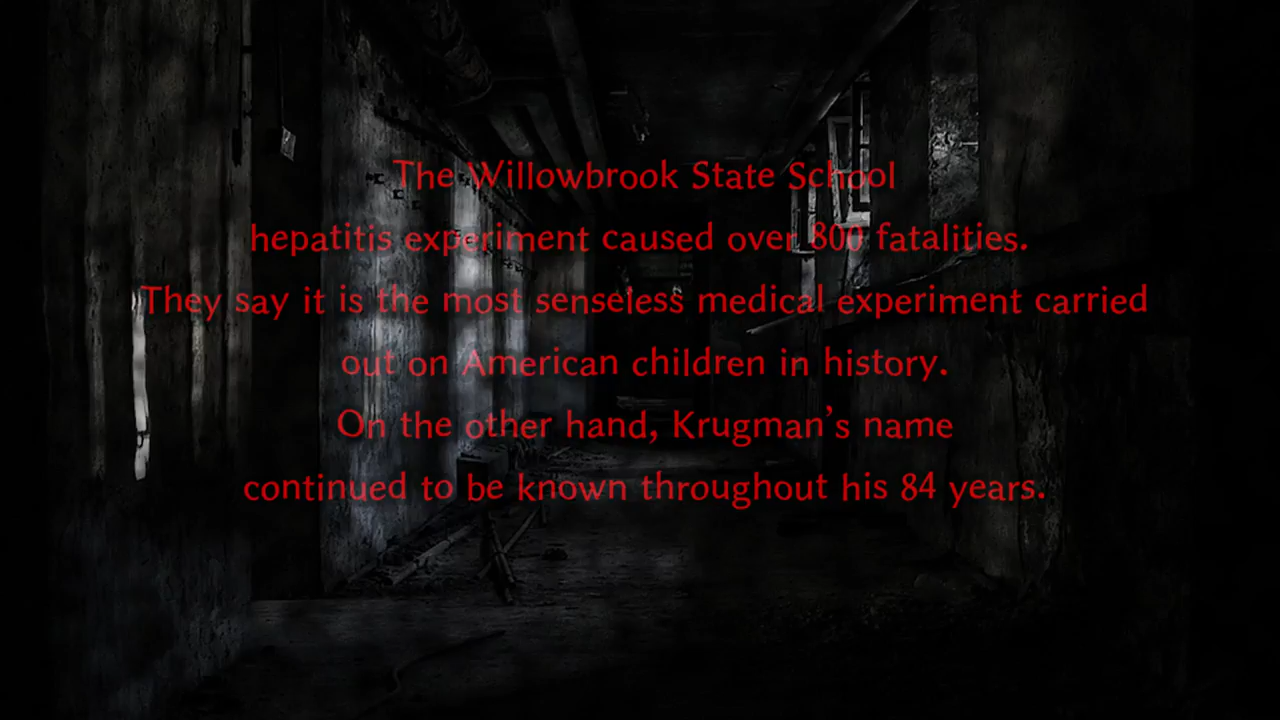 The Willowbrook State School
hepatitis experiment caused over 800 fatalities.
They say it is the most senseless medical experiment carried
out on American children in history.
On the other hand, Krugman’s name
continued to be known throughout his 84 years.